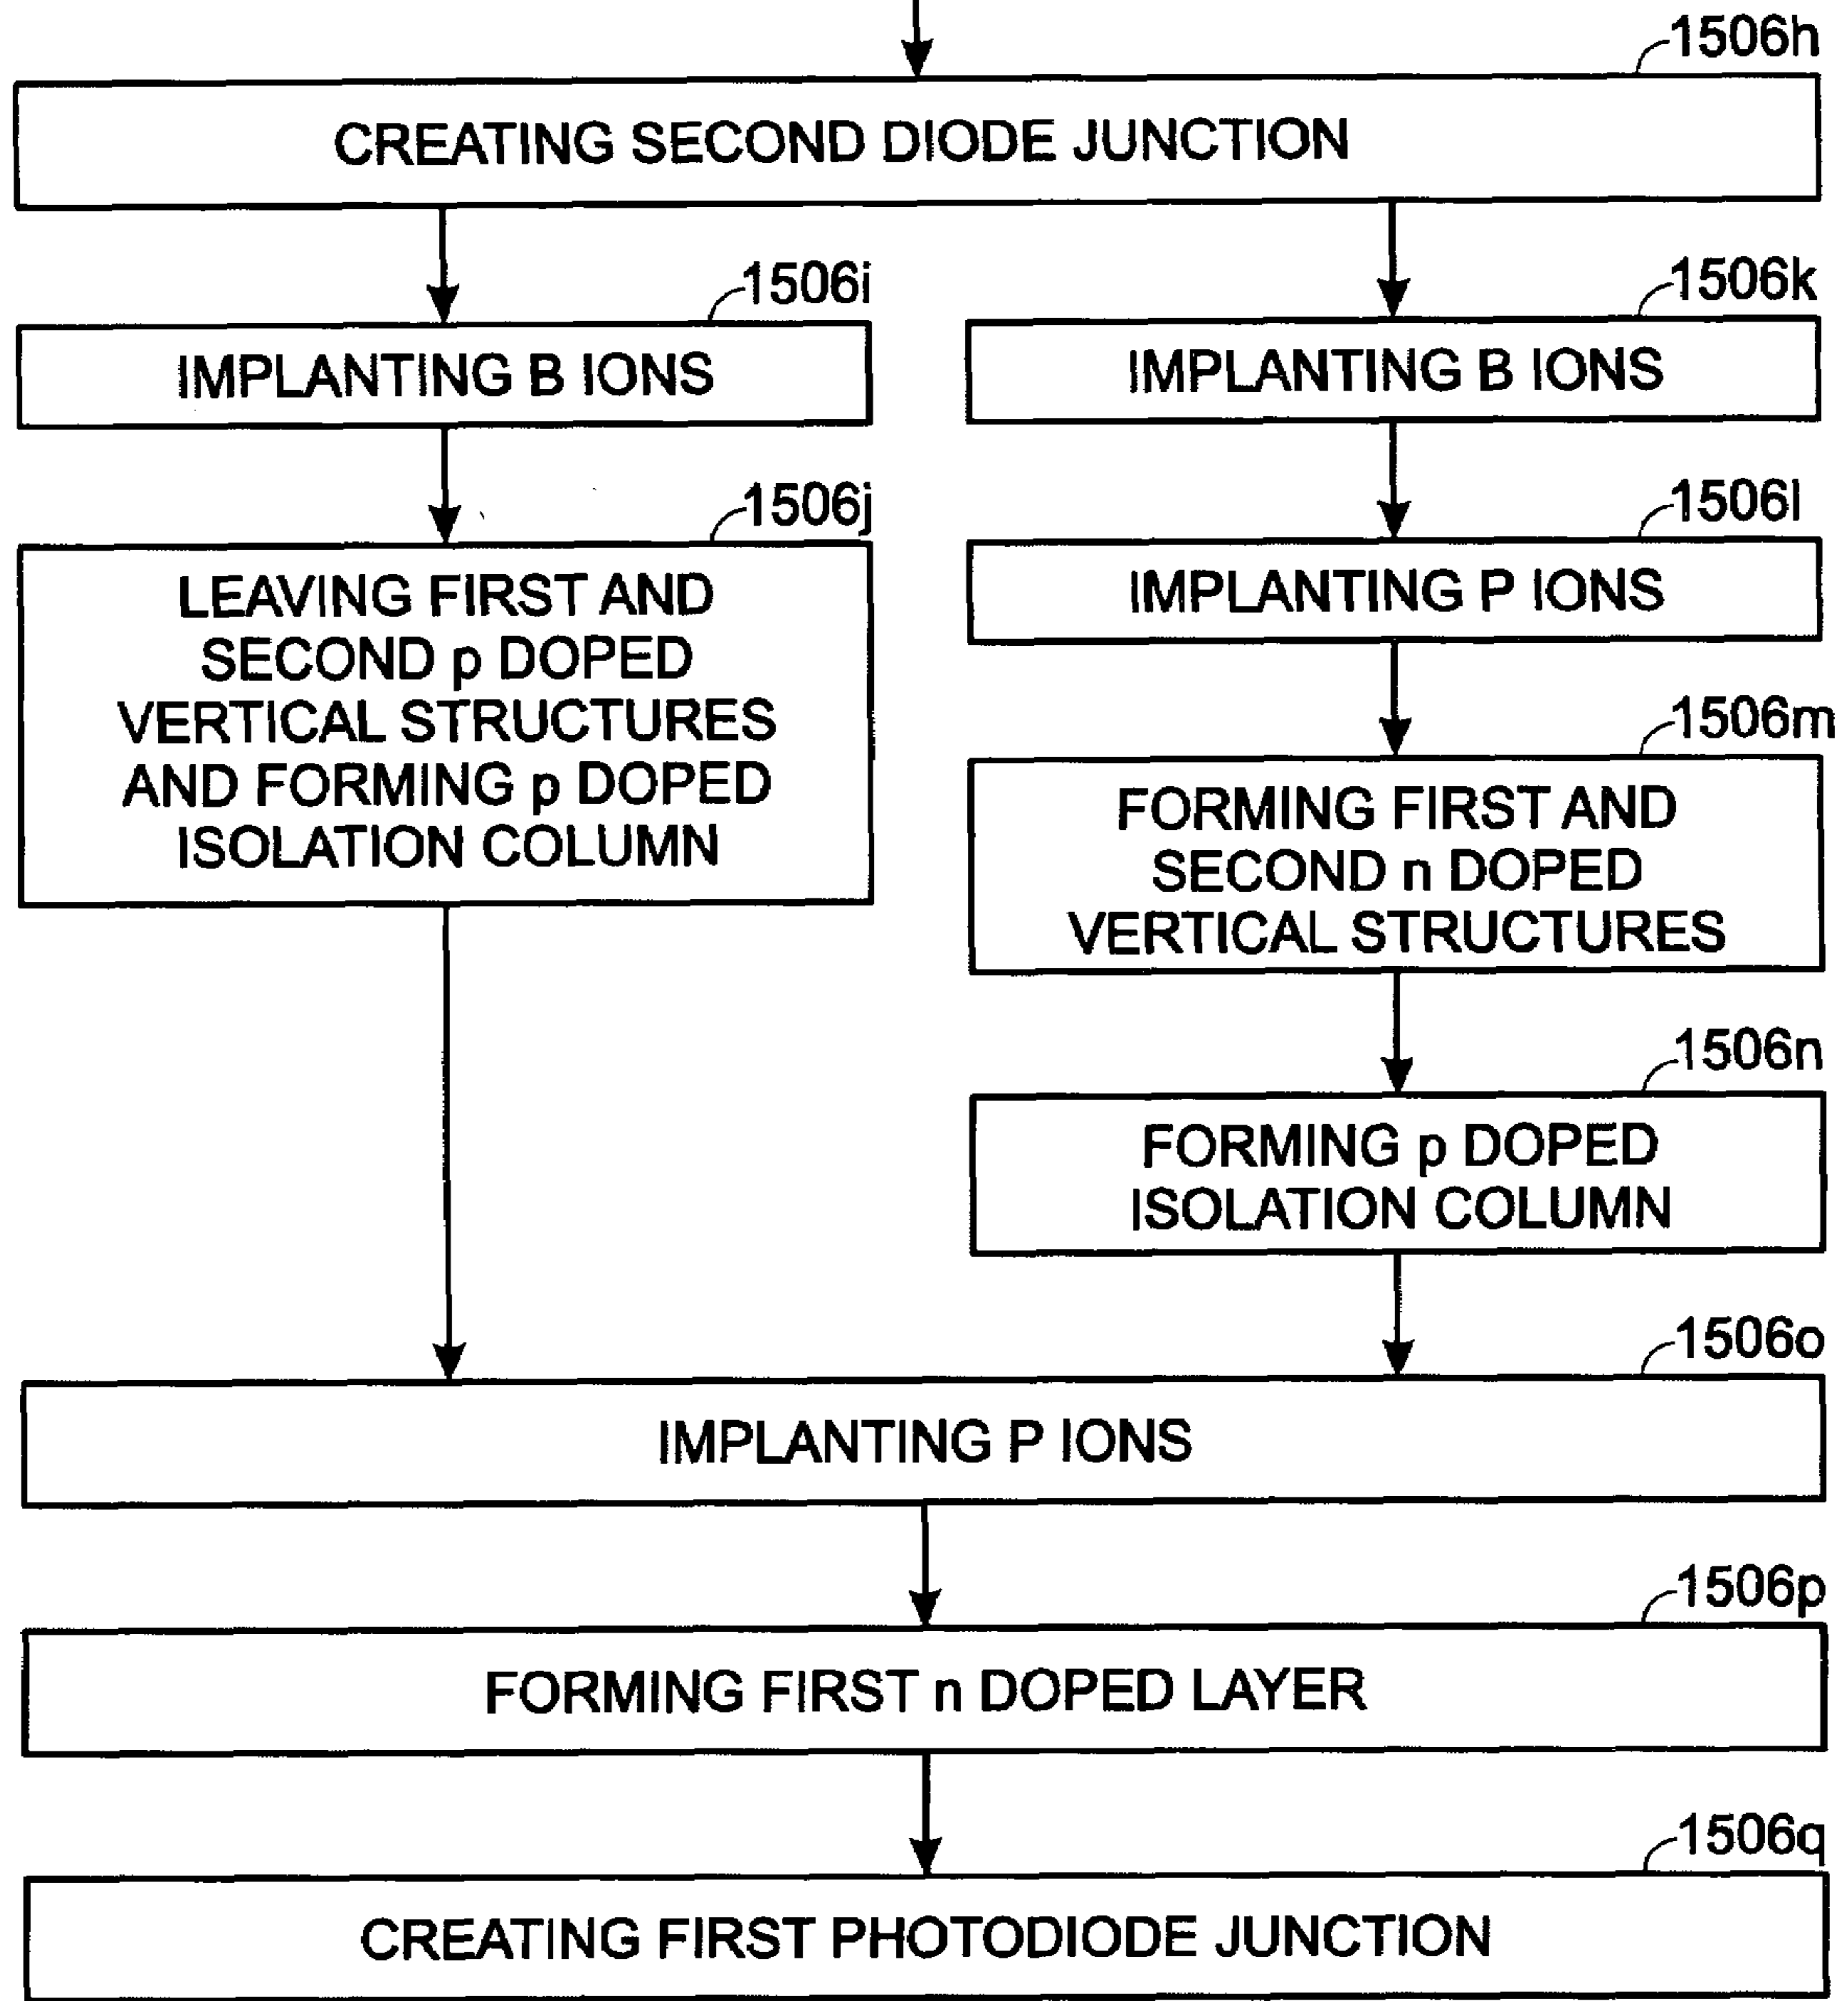 1506h
CREATING SECOND DIODE JUNCTION
1506i
IMPLANTING B IONS
1506j
LEAVING FIRST AND
SECOND p DOPED
VERTICAL STRUCTURES
AND FORMING p DOPED
ISOLATION COLUMN
1506k
IMPLANTING B IONS
1506l
IMPLANTING P IONS
1506m
FORMING FIRST AND
SECOND n DOPED
VERTICAL STRUCTURES
1506n
FORMING p DOPED
ISOLATION COLUMN
1506o
IMPLANTING P IONS
1506p
FORMING FIRST n DOPED LAYER
1506q
CREATING FIRST PHOTODIODE JUNCTION